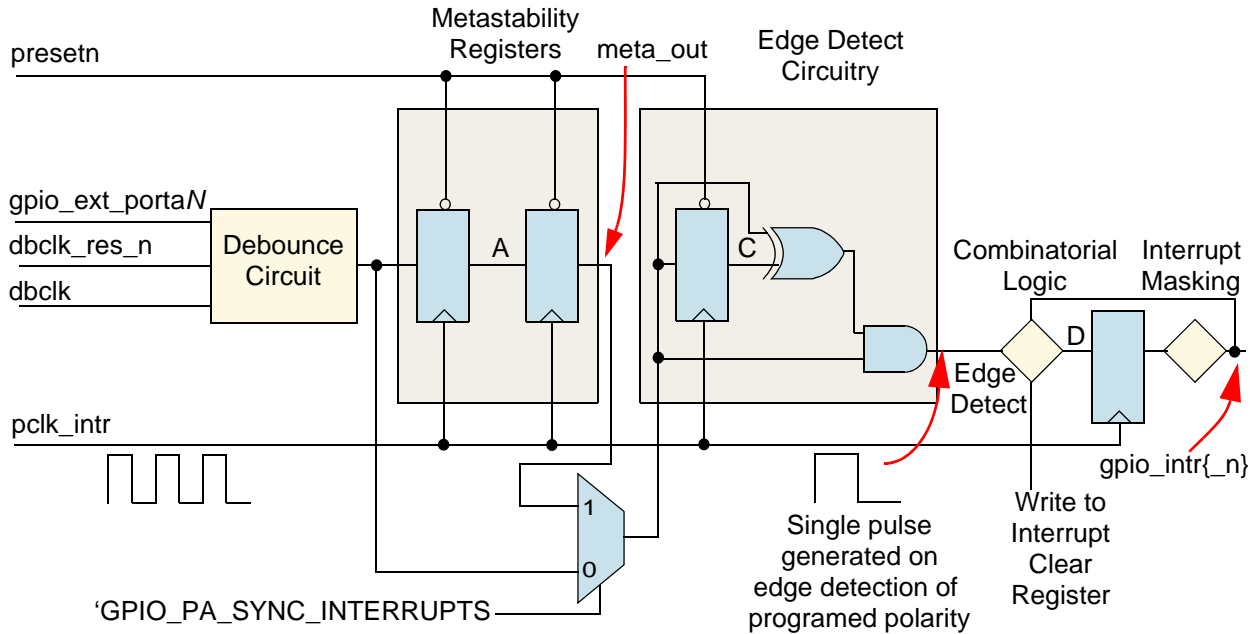 Metastability
Registers
meta_out
Edge Detect
Circuitry
presetn
gpio_ext_portaN
dbclk_res_n
dbclk
Debounce
Circuit
A
C
Combinatorial
Logic
Interrupt
Masking
D
Edge
Detect
pclk_intr
gpio_intr{_n}
1
0
Single pulse
generated on
edge detection of
programed polarity
Write to
Interrupt
Clear
Register
‘GPIO_PA_SYNC_INTERRUPTS